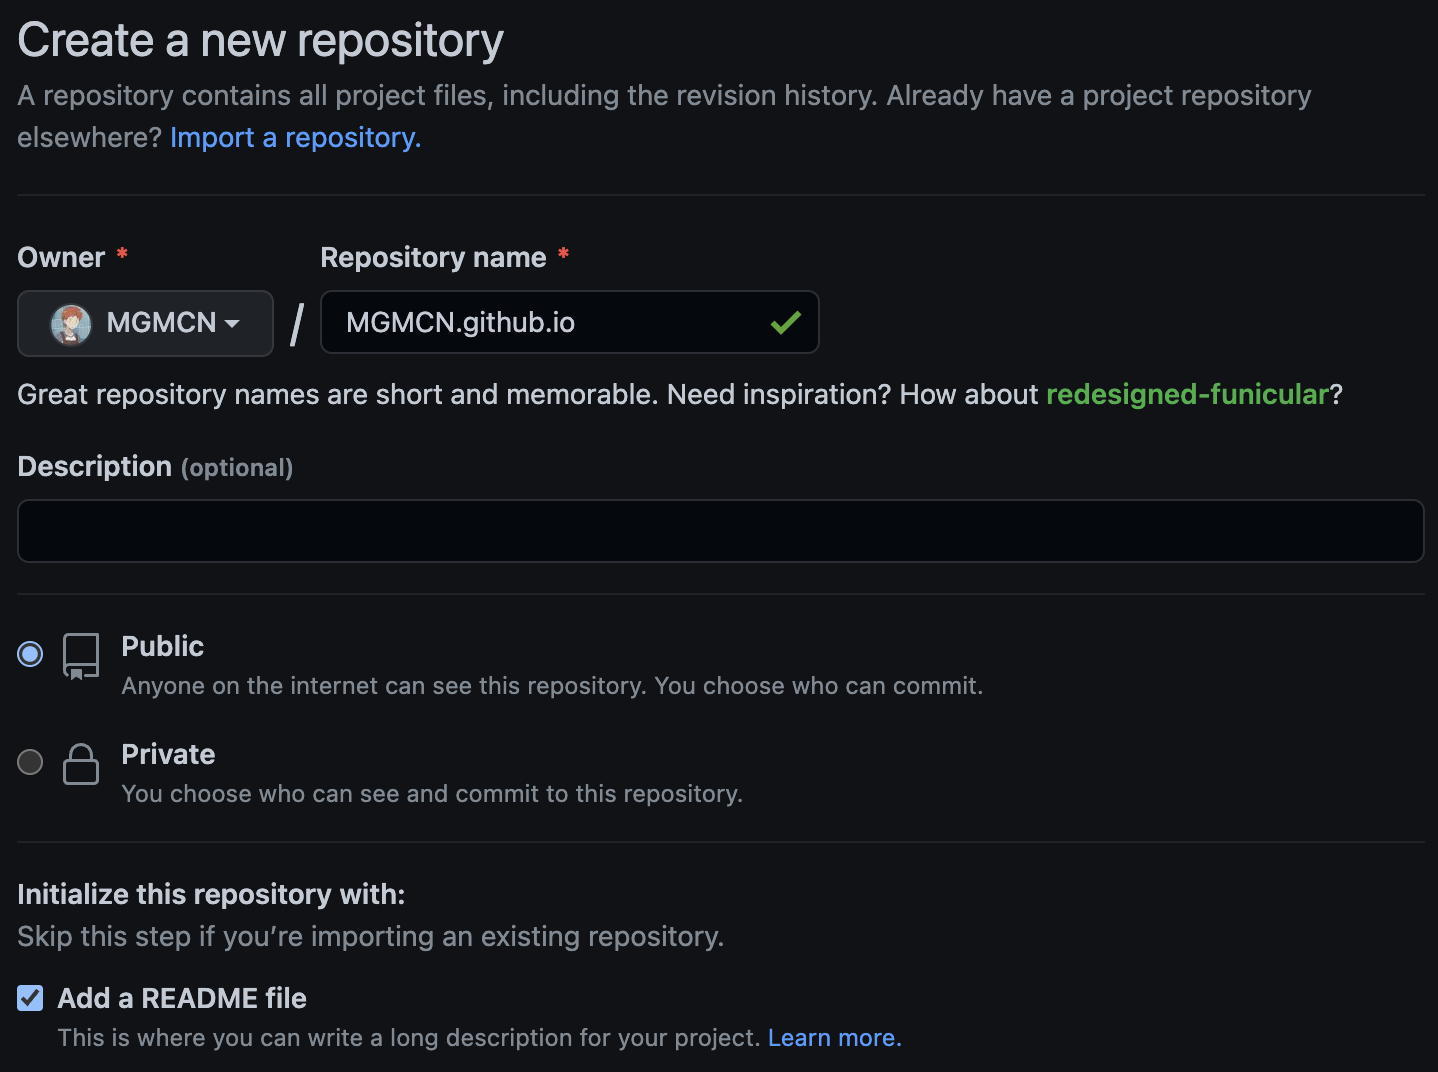 Create a new repository
A repository contains all project files, including the revision history. Already have a project repository
elsewhere? Import a repository.
Owner * Repository name *
MGMCN / MGMCN.github.io
Great repository names are short and memorable. Need inspiration? How about redesigned-funicular?
Description (optional)
Public
Anyone on the internet can see this repository. You choose who can commit.
Private
You choose who can see and commit to this repository.
Initialize this repository with:
Skip this step if you’re importing an existing repository.
Add a README file
This is where you can write a long description for your project. Learn more.